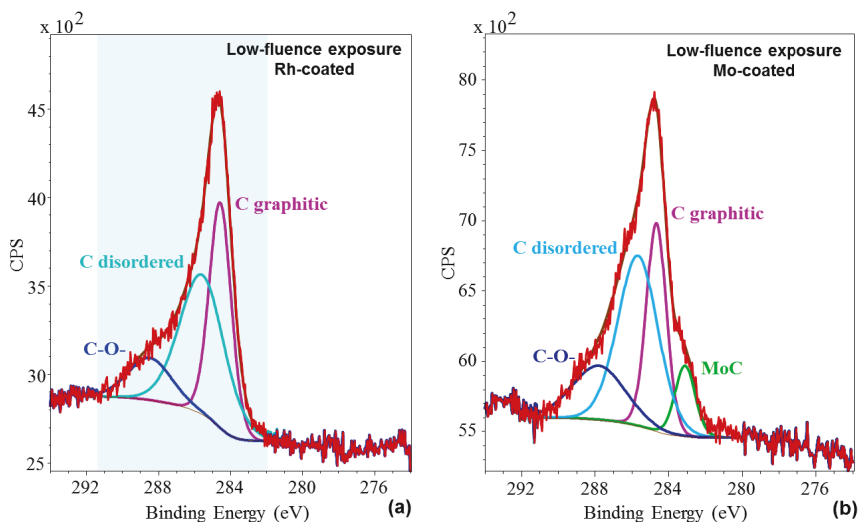 x 10²
Low-fluence exposure
Rh-coated
45
40
35
30
25
CPS
C graphitic
C disordered
C-O-
292
288
284
280
276
Binding Energy (eV)
(a)
x 10²
Low-fluence exposure
Mo-coated
80
75
70
65
60
55
CPS
C graphitic
C disordered
C-O-
MoC
292
288
284
280
276
Binding Energy (eV)
(b)